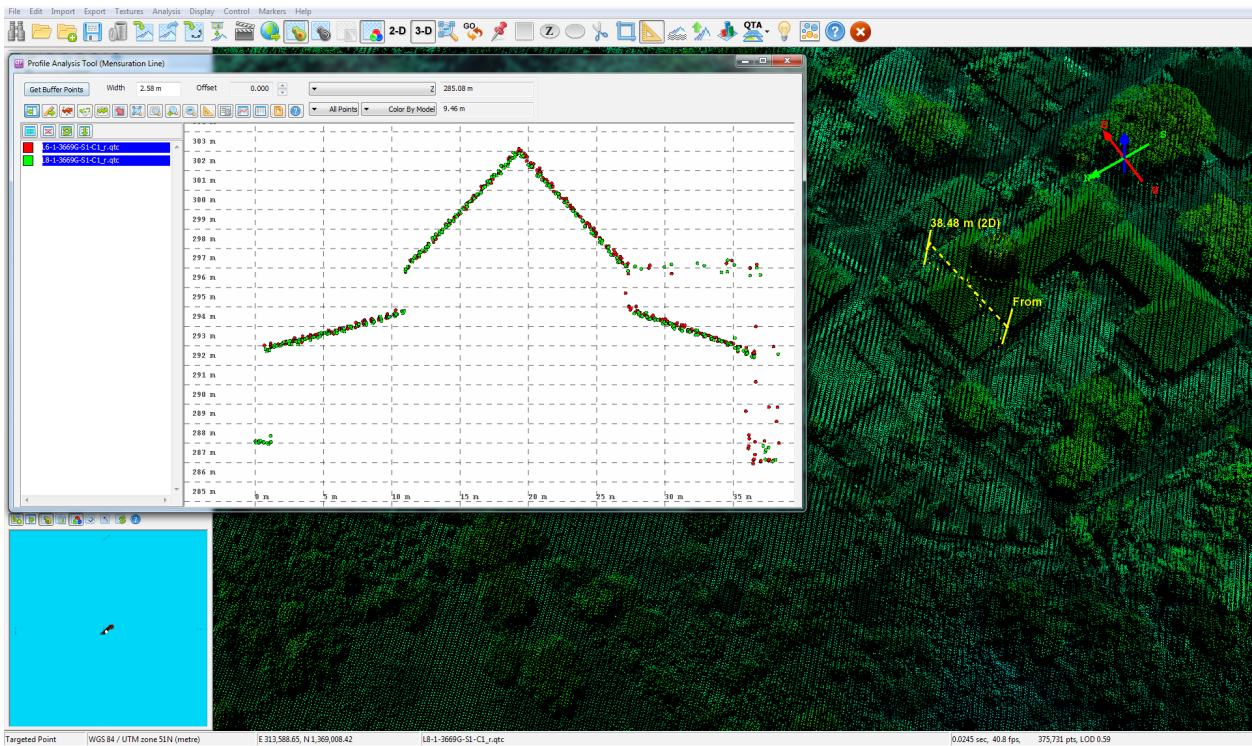 File Edit Import Export Textures Analysis Display Control Markers Help
2-D 3-D GO Z QTA
Profile Analysis Tool (Mensuration Line)
Get Buffer Points Width 2.58 m Offset 0.000 Z 285.08 m
All Points Color By Model 9.46 m
L6-1-3669G-S1-C1_r.qtc
L8-1-3669G-S1-C1_r.qtc
303 m
302 m
301 m
300 m
299 m
298 m
297 m
296 m
295 m
294 m
293 m
292 m
291 m
290 m
289 m
288 m
287 m
286 m
285 m
0 m 5 m 10 m 15 m 20 m 25 m 30 m 35 m
38.48 m (2D)
From
Targeted Point WGS 84 / UTM zone 51N (metre) E 313,588.65, N 1,369,008.42 L8-1-3669G-S1-C1_r.qtc 0.0245 sec, 40.8 fps, 375,731 pts, LOD 0.59